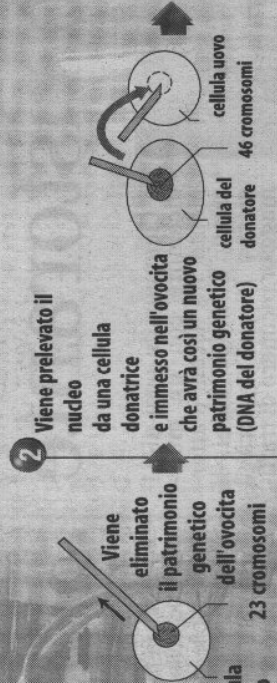 Viene
eliminato
il patrimonio
genetico
dell'ovocita
23 cromosomi
2
Viene prelevato il
nucleo
da una cellula
donatrice
e immesso nell'ovocita
che avrà così un nuovo
patrimonio genetico
(DNA del donatore)
cellula del
donatore
46 cromosomi
cellula uovo